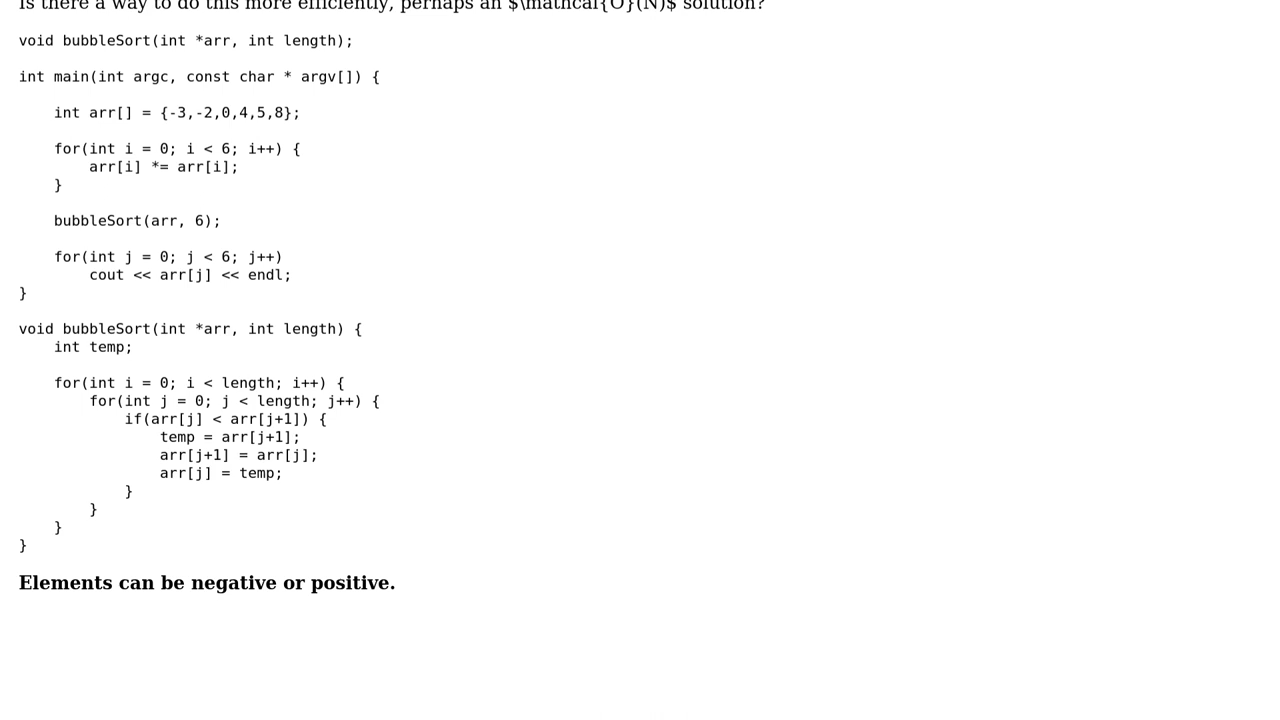 Is there a way to do this more efficiently, perhaps an $\mathcal{O}(N)$ solution?
void bubbleSort(int *arr, int length);
int main(int argc, const char * argv[]) {
    int arr[] = {-3,-2,0,4,5,8};
    for(int i = 0; i < 6; i++) {
        arr[i] *= arr[i];
    }
    bubbleSort(arr, 6);
    for(int j = 0; j < 6; j++)
        cout << arr[j] << endl;
}
void bubbleSort(int *arr, int length) {
    int temp;
    for(int i = 0; i < length; i++) {
        for(int j = 0; j < length; j++) {
            if(arr[j] < arr[j+1]) {
                temp = arr[j+1];
                arr[j+1] = arr[j];
                arr[j] = temp;
            }
        }
    }
}
Elements can be negative or positive.